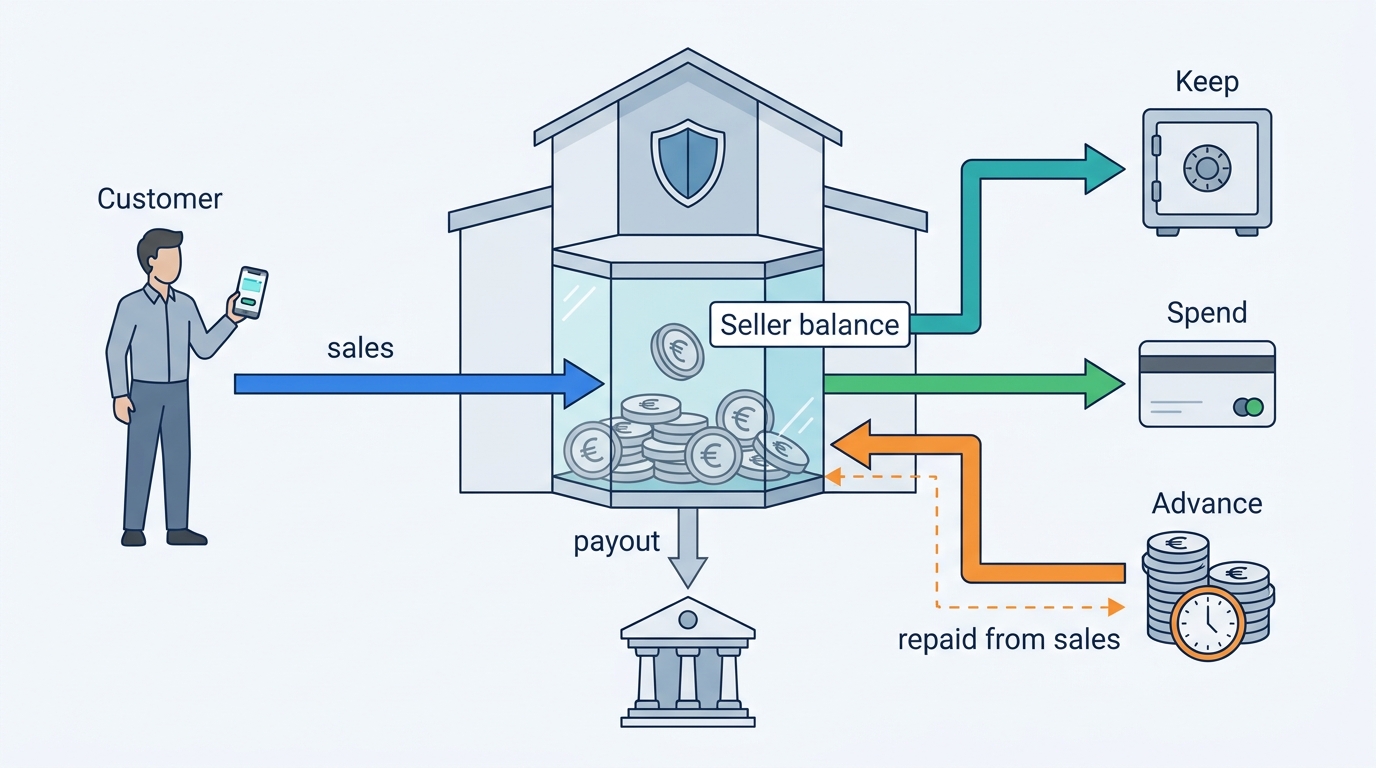 Keep
Customer
Spend
Seller balance
sales
Advance
payout
repaid from sales
€
€
€
€
€
€
€
€
€